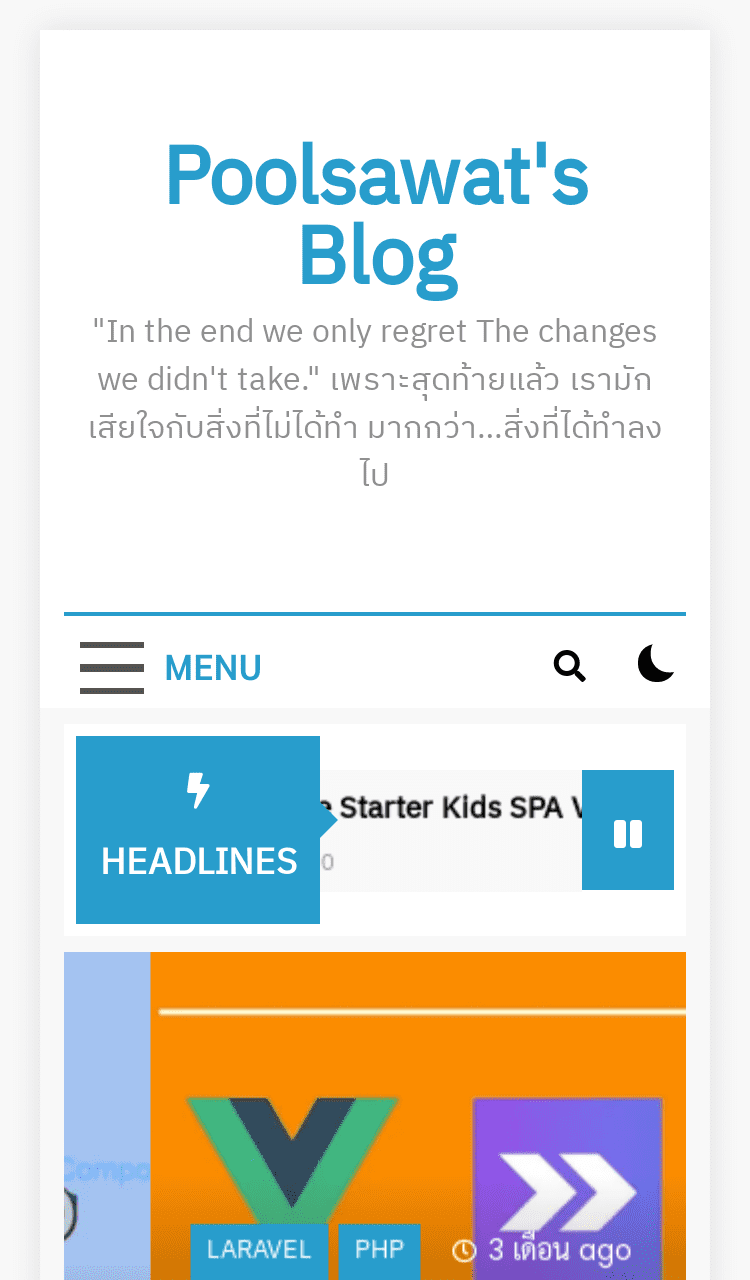 Poolsawat's
Blog
"In the end we only regret The changes
we didn't take." เพราะสุดท้ายแล้ว เรามัก
เสียใจกับสิ่งที่ไม่ได้ทำ มากกว่า...สิ่งที่ได้ทำลง
ไป
MENU
HEADLINES
Starter Kids SPA
0
Compo
LARAVEL
PHP
3 เดือน ago